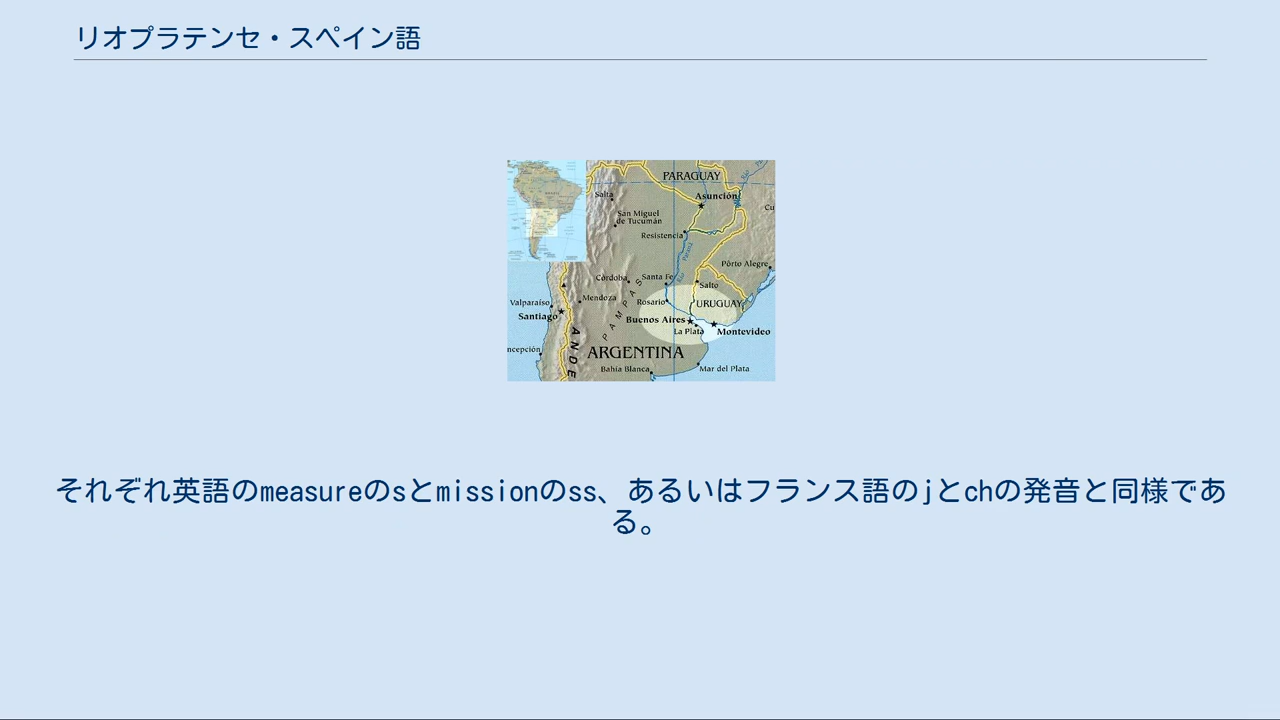 リオプラテンセ・スペイン語
PARAGUAY
Asunción
Salta
San Miguel
de Tucumán
Resistencia
Pôrto Alegre
Córdoba
Santa Fe
Salto
Valparaíso
Mendoza
Rosario
URUGUAY
Santiago
PAMPAS
Buenos Aires
La Plata
Montevideo
ncepción
ANDE
ARGENTINA
Bahía Blanca
Mar del Plata
それぞれ英語のmeasureのsとmissionのss、あるいはフランス語のjとchの発音と同様であ
る。